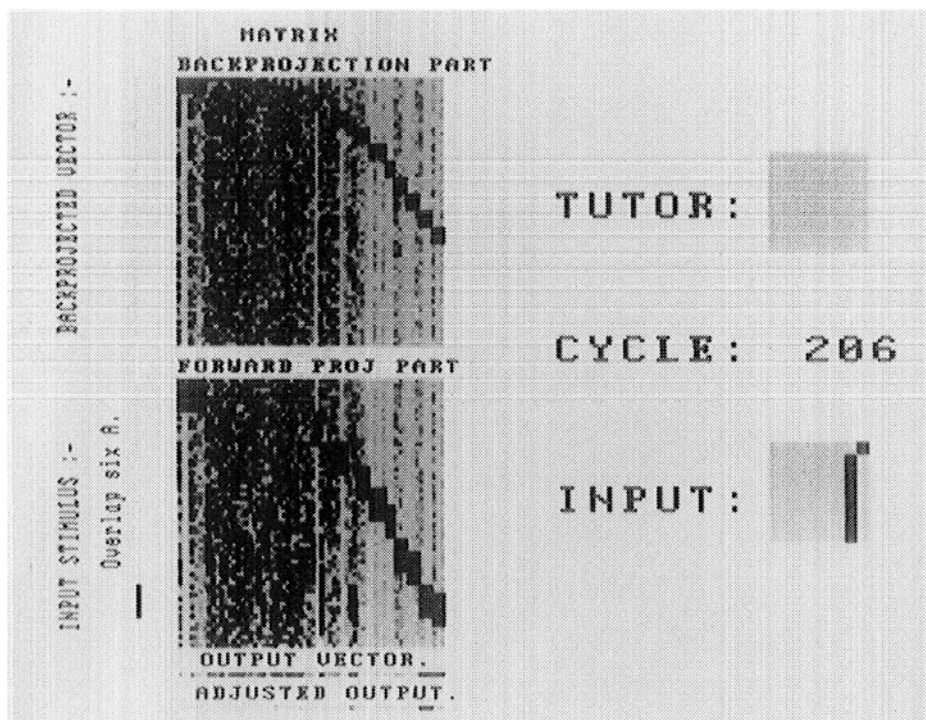 MATRIX
BACKPROJECTION PART
BACKPROJECTED VECTOR :-
TUTOR:
CYCLE: 206
FORWARD PROJ PART
INPUT STIMULUS :-
Overlap six A.
INPUT:
OUTPUT VECTOR.
ADJUSTED OUTPUT.